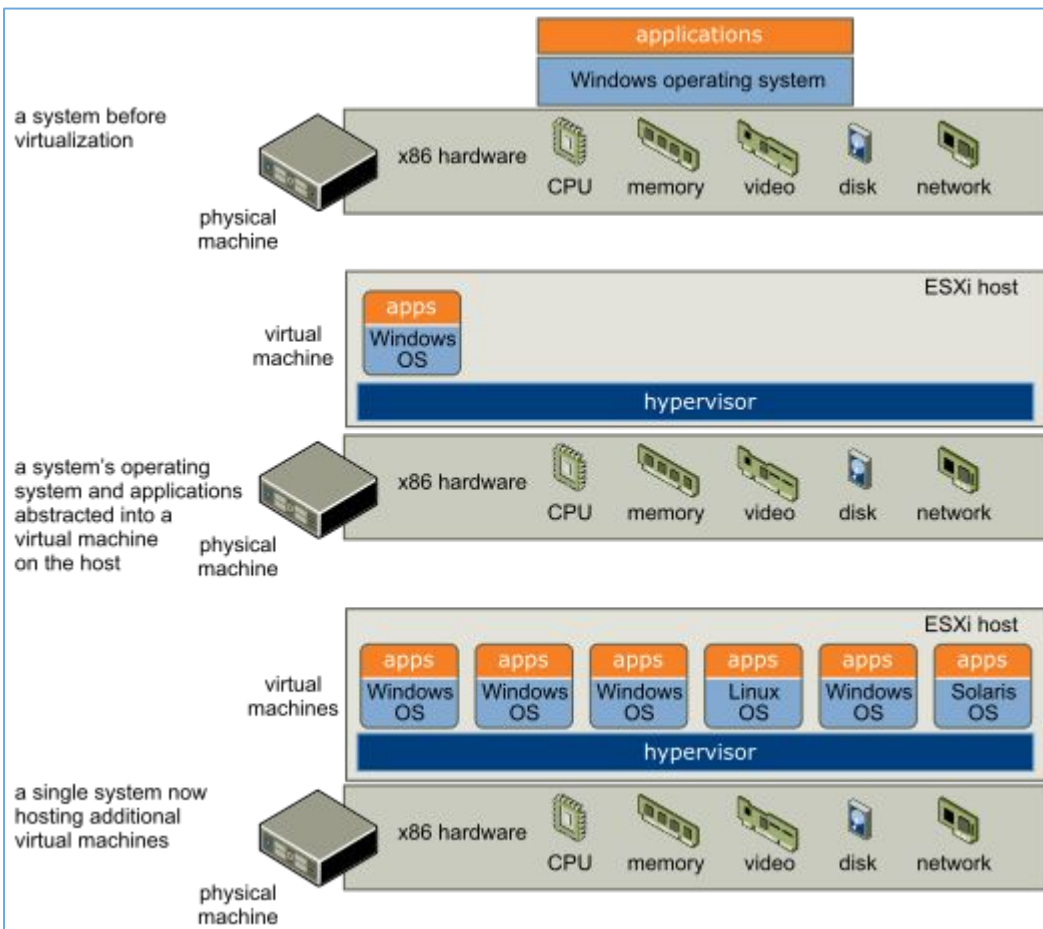 applications
Windows operating system
a system before
virtualization
x86 hardware
CPU
memory
video
disk
network
physical
machine
ESXi host
apps
Windows
OS
virtual
machine
hypervisor
a system's operating
system and applications
abstracted into a
virtual machine
on the host
x86 hardware
CPU
memory
video
disk
network
physical
machine
ESXi host
apps
apps
apps
apps
apps
apps
Windows
OS
Windows
OS
Windows
OS
Linux
OS
Windows
OS
Solaris
OS
virtual
machines
hypervisor
a single system now
hosting additional
virtual machines
x86 hardware
CPU
memory
video
disk
network
physical
machine